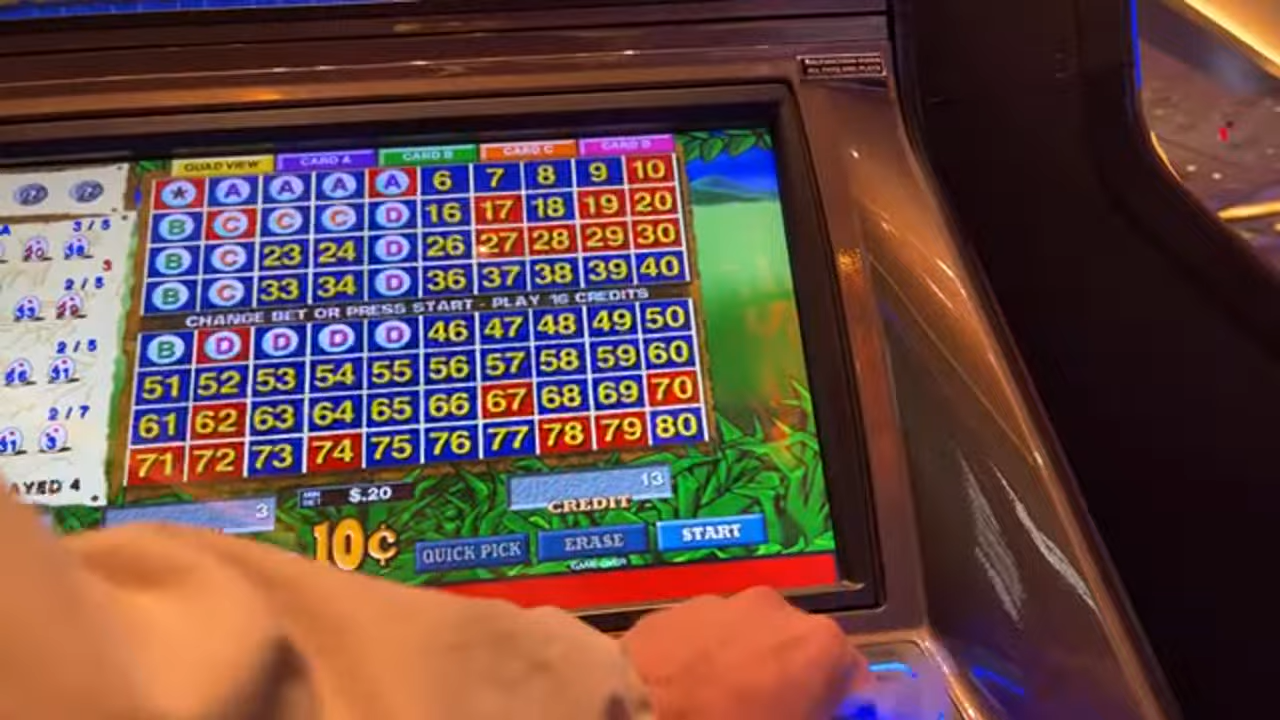 QUAD VIEW CARD A CARD B CARD C CARD D
* A A A A 6 7 8 9 10
B C C C D 16 17 18 19 20
B C 23 24 D 26 27 28 29 30
B C 33 34 D 36 37 38 39 40
CHANGE BET OR PRESS START - PLAY 16 CREDITS
B D D D D 46 47 48 49 50
51 52 53 54 55 56 57 58 59 60
61 62 63 64 65 66 67 68 69 70
71 72 73 74 75 76 77 78 79 80
A 3/5
3
2/5
2/5
2/7
AYED 4
3
MIN BET $.20
13
CREDIT
10¢
QUICK PICK ERASE START
GAME OVER